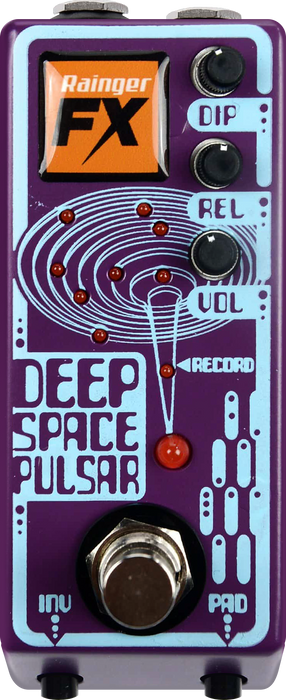 Rainger
FX
DIP
REL
VOL
RECORD
DEEP
SPACE
PULSAR
INV
PAD